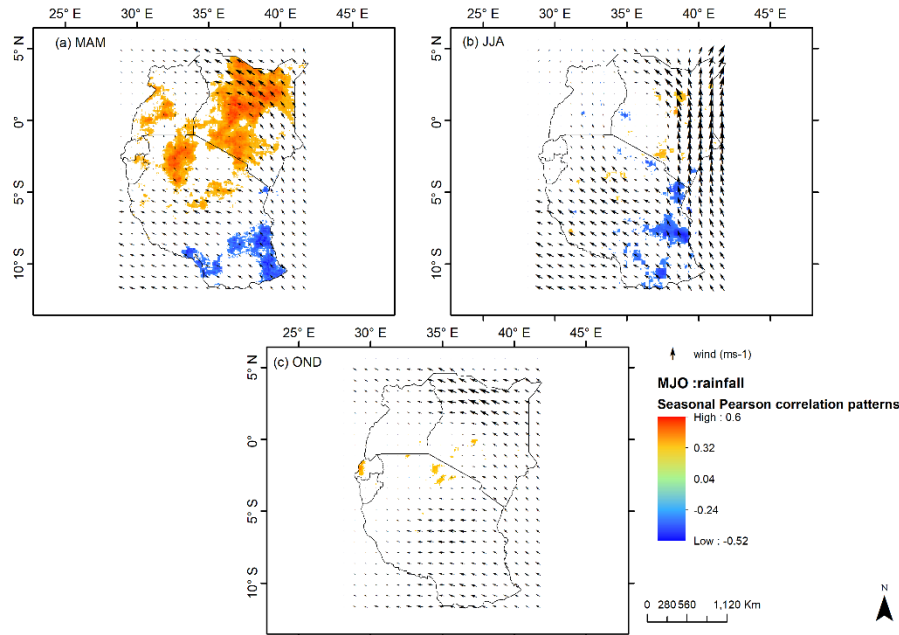 25° E 30° E 35° E 40° E 45° E
25° E 30° E 35° E 40° E 45° E
5° N
0°
5° S
10° S
(a) MAM
5° N
0°
5° S
10° S
(b) JJA
25° E 30° E 35° E 40° E 45° E
5° N
0°
5° S
10° S
(c) OND
wind (ms-1)
MJO :rainfall
Seasonal Pearson correlation patterns
High : 0.6
0.32
0.04
-0.24
Low : -0.52
0 280560 1,120 Km
N